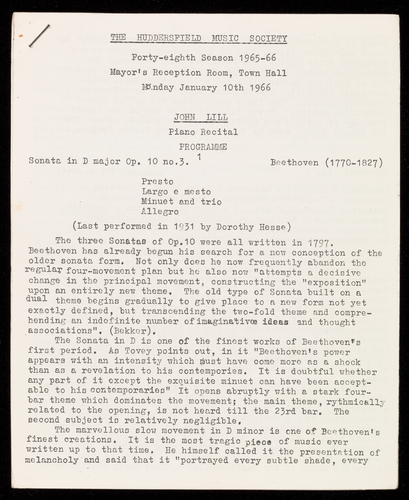 THE HUDDERSFIELD MUSIC SOCIETY
Forty-eighth Season 1965-66
Mayor's Reception Room, Town Hall
Monday January 10th 1966
JOHN LILL
Piano Recital
PROGRAMME
1
Sonata in D major Op. 10 no.3. Beethoven (1770-1827)
Presto
Largo e mesto
Minuet and trio
Allegro
(Last performed in 1931 by Dorothy Hesse)
The three Sonatas of Op.10 were all written in 1797.
Beethoven has already begun his search for a new conception of the
older sonata form. Not only does he now frequently abandon the
regular four-movement plan but he also now "attempts a decisive
change in the principal movement, constructing the "exposition"
upon an entirely new theme. The old type of Sonata built on a
dual theme begins gradually to give place to a new form not yet
exactly defined, but transcending the two-fold theme and compre-
hending an indefinite number of imaginative ideas and thought
associations". (Bekker).
The Sonata in D is one of the finest works of Beethoven's
first period. As Tovey points out, in it "Beethoven's power
appears with an intensity which must have come more as a shock
than as a revelation to his contempories. It is doubtful whether
any part of it except the exquisite minuet can have been accept-
able to his contemporaries" It opens abruptly with a stark four-
bar theme which dominates the movement; the main theme, rythmically
related to the opening, is not heard till the 23rd bar. The
second subject is relatively negligible.
The marvellous slow movement in D minor is one of Beethoven's
finest creations. It is the most tragic piece of music ever
written up to that time. He himself called it the presentation of
melancholy and said that it "portrayed every subtle shade, every